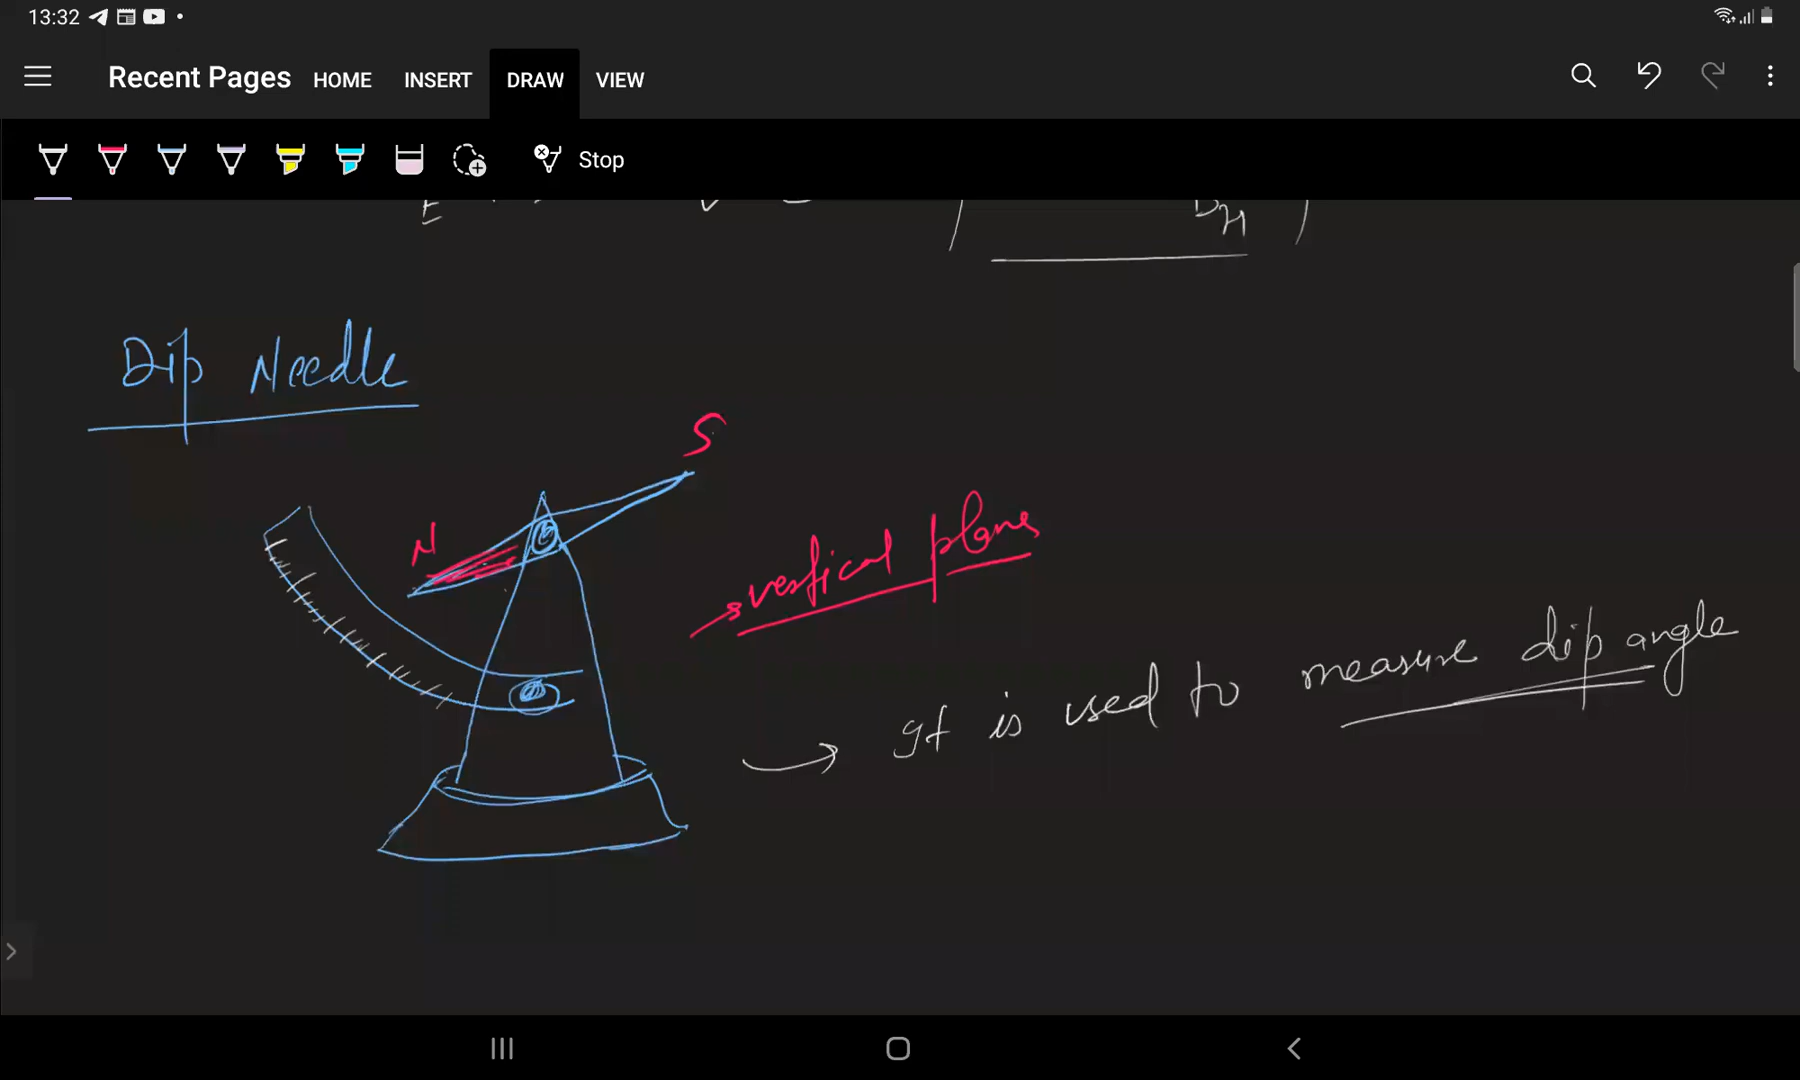 13:32
Recent Pages HOME INSERT DRAW VIEW
Stop
E
B_H
Dip Needle
S
N
→ vertical plane
→ It is used to measure dip angle